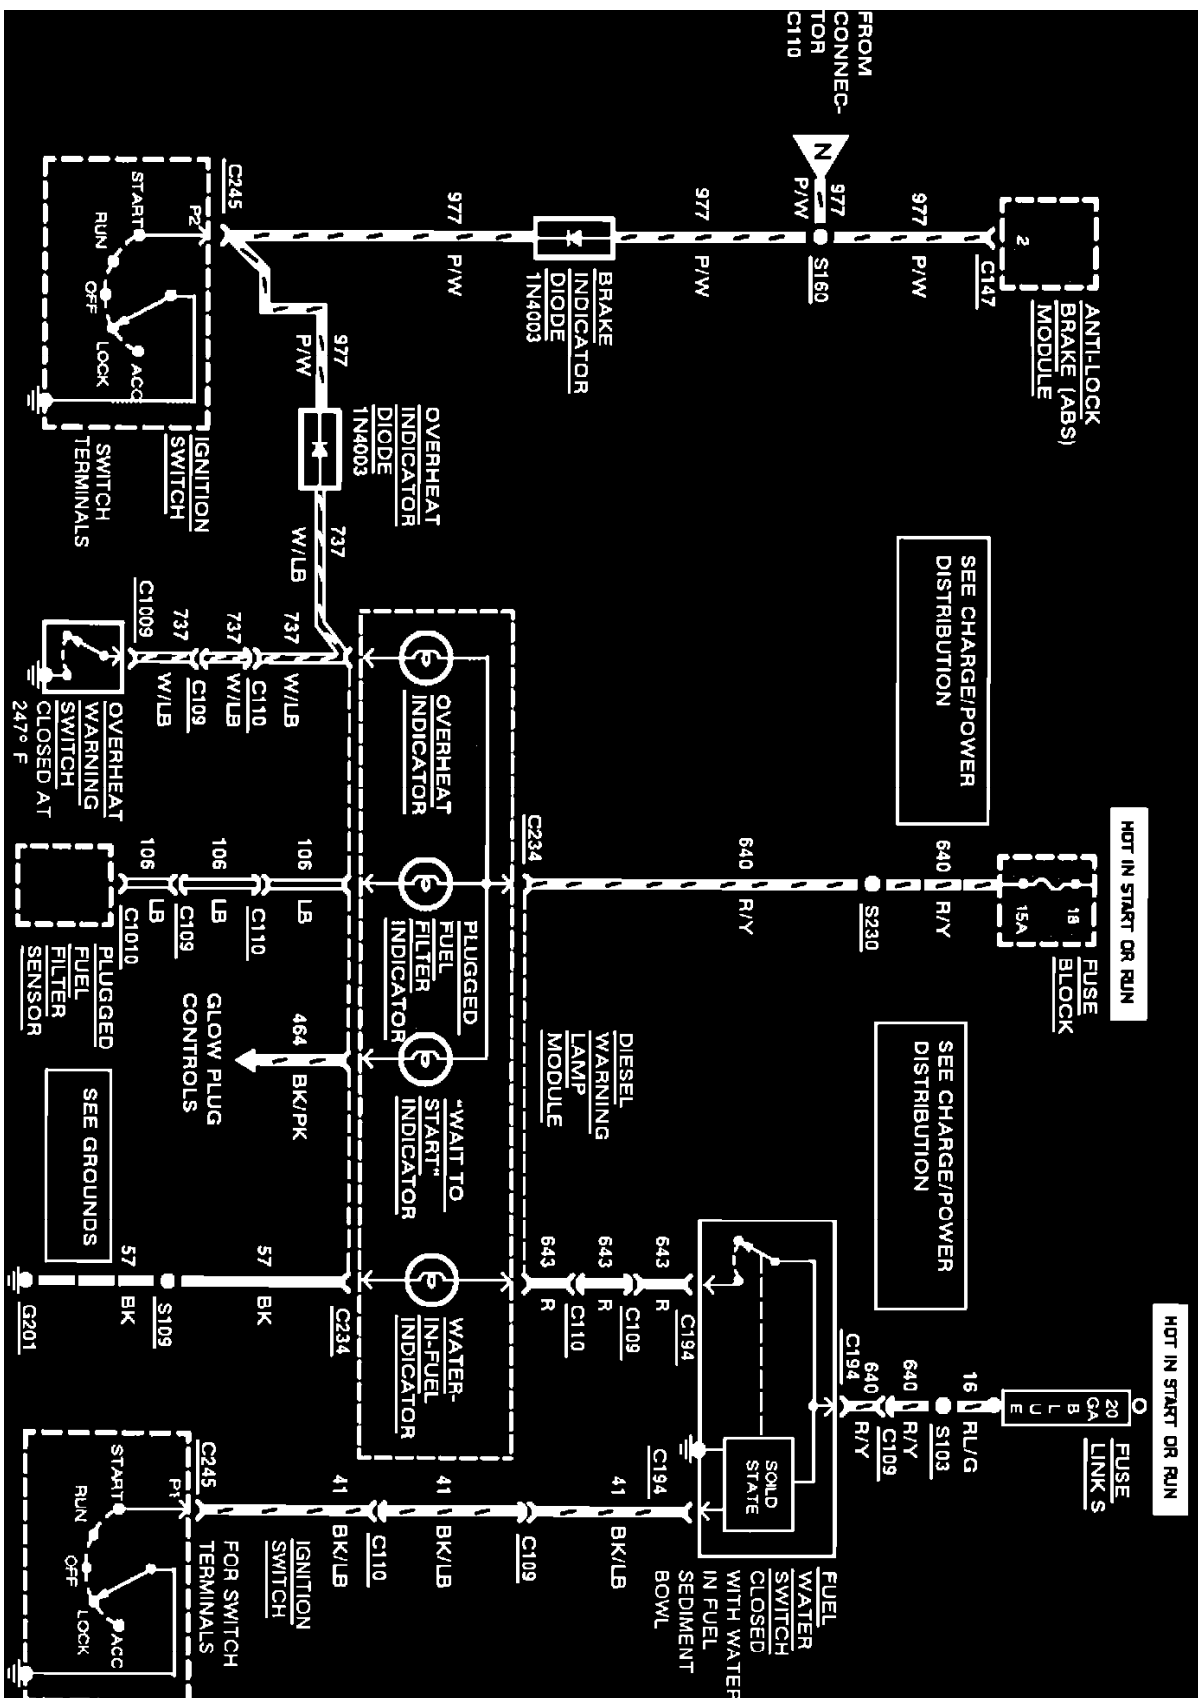 HOT IN START OR RUN
HOT IN START OR RUN
FUSE
BLOCK
18
15A
FUSE
LINK S
20
GA
B
L
U
E
ANTI-LOCK
BRAKE (ABS)
MODULE
2
C147
977
P/W
S160
977
P/W
N
FROM
CONNEC-
TOR
C110
977
P/W
BRAKE
INDICATOR
DIODE
1N4003
977
P/W
SEE CHARGE/POWER
DISTRIBUTION
640
R/Y
S230
640
R/Y
C234
SEE CHARGE/POWER
DISTRIBUTION
16
RL/G
S103
640
R/Y
C109
640
R/Y
C194
SOILD
STATE
FUEL
WATER
SWITCH
CLOSED
WITH WATER
IN FUEL
SEDIMENT
BOWL
C194
C194
643
R
C109
643
R
C110
643
R
DIESEL
WARNING
LAMP
MODULE
OVERHEAT
INDICATOR
PLUGGED
FUEL
FILTER
INDICATOR
"WAIT TO
START"
INDICATOR
WATER-
IN-FUEL
INDICATOR
41
BK/LB
C109
41
BK/LB
C110
41
BK/LB
OVERHEAT
INDICATOR
DIODE
1N4003
977
P/W
737
W/LB
C245
P2
START
RUN
OFF
LOCK
ACC
IGNITION
SWITCH
SWITCH
TERMINALS
737
W/LB
C110
737
W/LB
C109
737
W/LB
C1009
OVERHEAT
WARNING
SWITCH
CLOSED AT
247° F
106
LB
C110
106
LB
C109
106
LB
C1010
PLUGGED
FUEL
FILTER
SENSOR
464
BK/PK
GLOW PLUG
CONTROLS
SEE GROUNDS
C234
57
BK
S109
57
BK
G201
C245
P1
START
RUN
OFF
LOCK
ACC
IGNITION
SWITCH
FOR SWITCH
TERMINALS